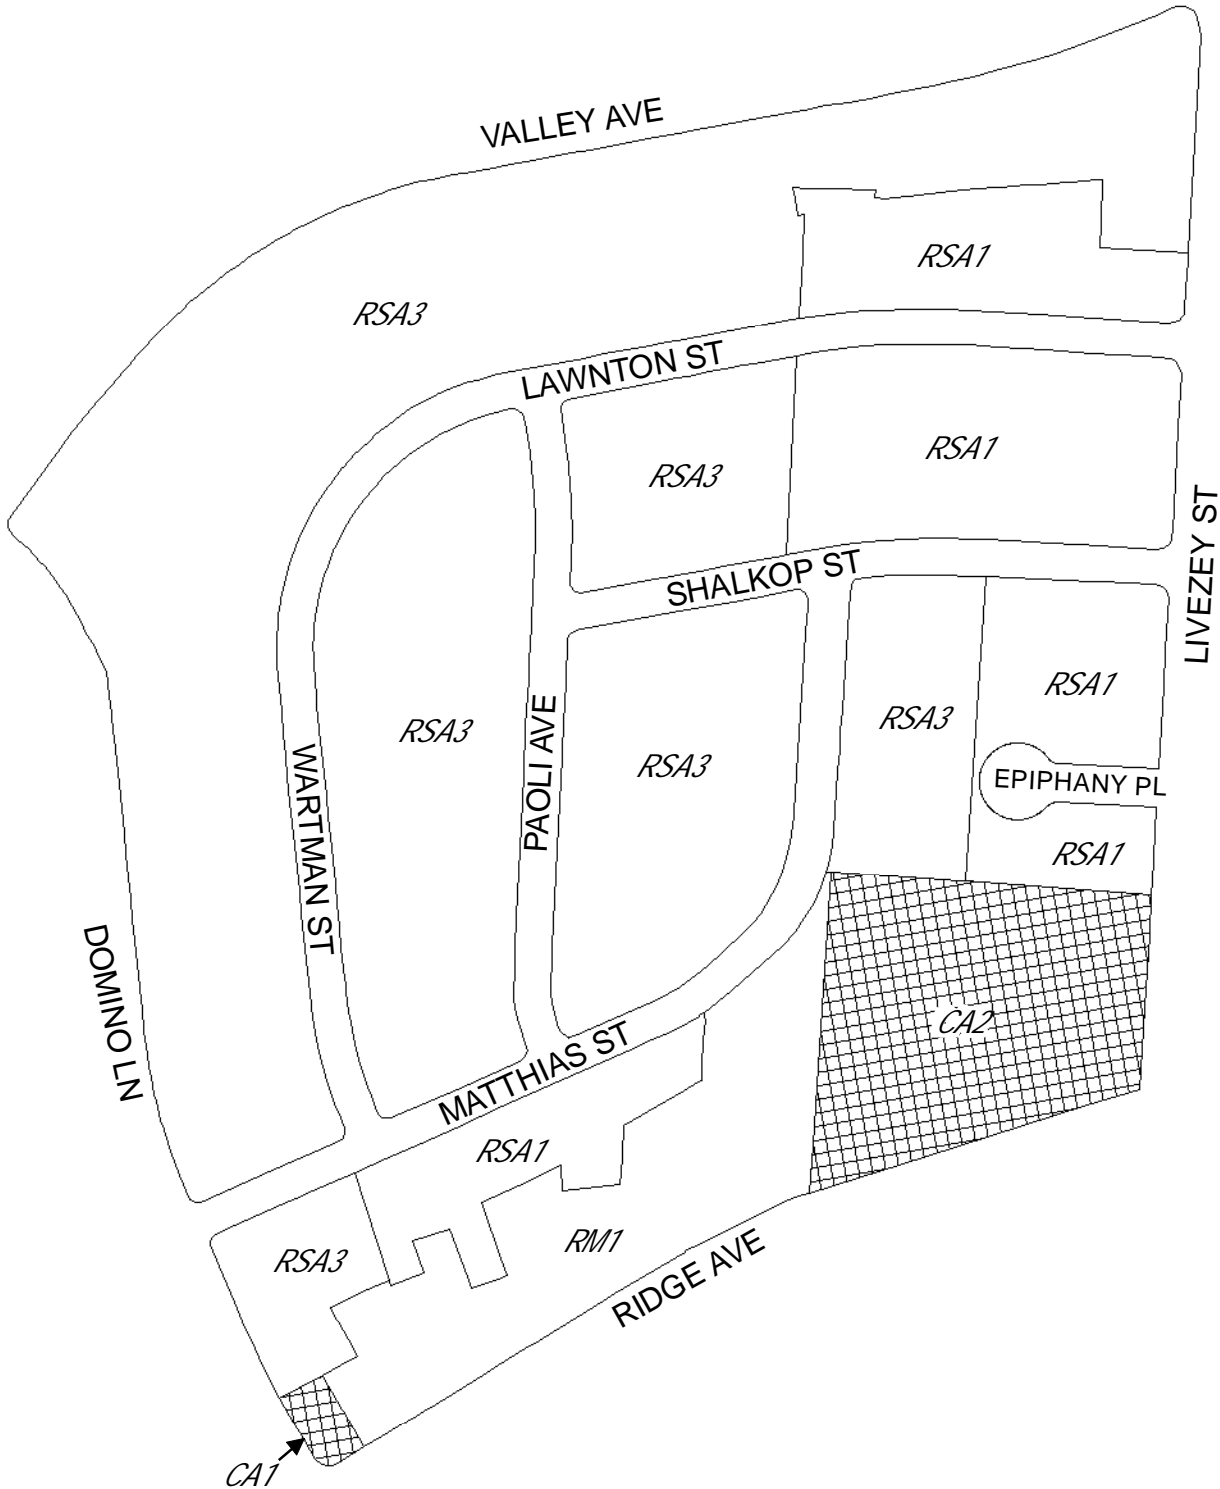 VALLEY AVE
RSA1
RSA3
LAWNTON ST
RSA1
RSA3
LIVEZEY ST
SHALKOP ST
RSA1
RSA3
RSA3
PAOLI AVE
RSA3
EPIPHANY PL
WARTMAN ST
RSA1
DOMINO LN
CA2
MATTHIAS ST
RSA1
RM1
RSA3
RIDGE AVE
CA1